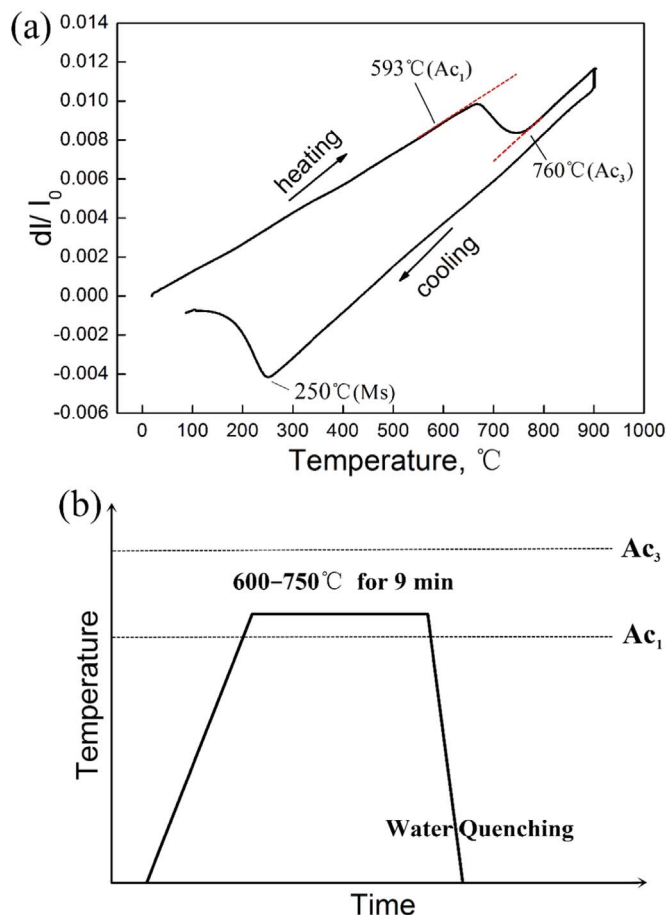 (a)
0.014
0.012
0.010
0.008
0.006
0.004
0.002
0.000
-0.002
-0.004
-0.006
dl/ l0
593℃(Ac1)
heating
760℃(Ac3)
cooling
250℃(Ms)
0 100 200 300 400 500 600 700 800 900 1000
Temperature, ℃
(b)
Ac3
600–750℃ for 9 min
Ac1
Temperature
Water Quenching
Time